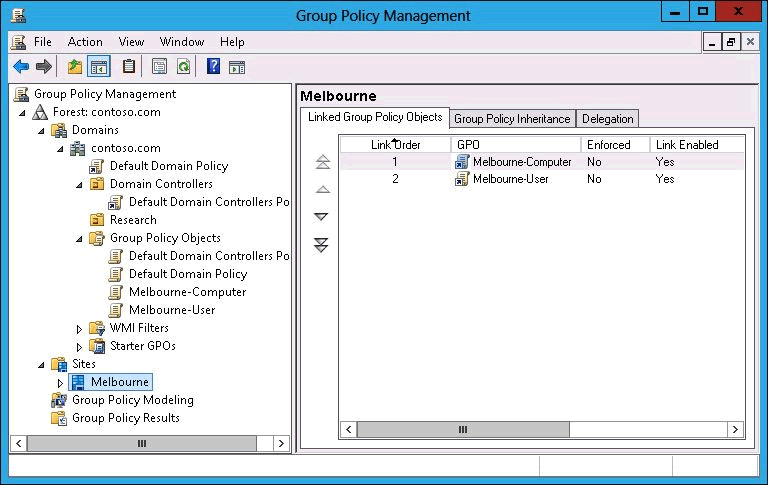 Group Policy Management
File Action View Window Help
Group Policy Management
Forest: contoso.com
Domains
contoso.com
Default Domain Policy
Domain Controllers
Default Domain Controllers Po
Research
Group Policy Objects
Default Domain Controllers Po
Default Domain Policy
Melbourne-Computer
Melbourne-User
WMI Filters
Starter GPOs
Sites
Melbourne
Group Policy Modeling
Group Policy Results
Melbourne
Linked Group Policy Objects Group Policy Inheritance Delegation
Link Order GPO Enforced Link Enabled
1 Melbourne-Computer No Yes
2 Melbourne-User No Yes